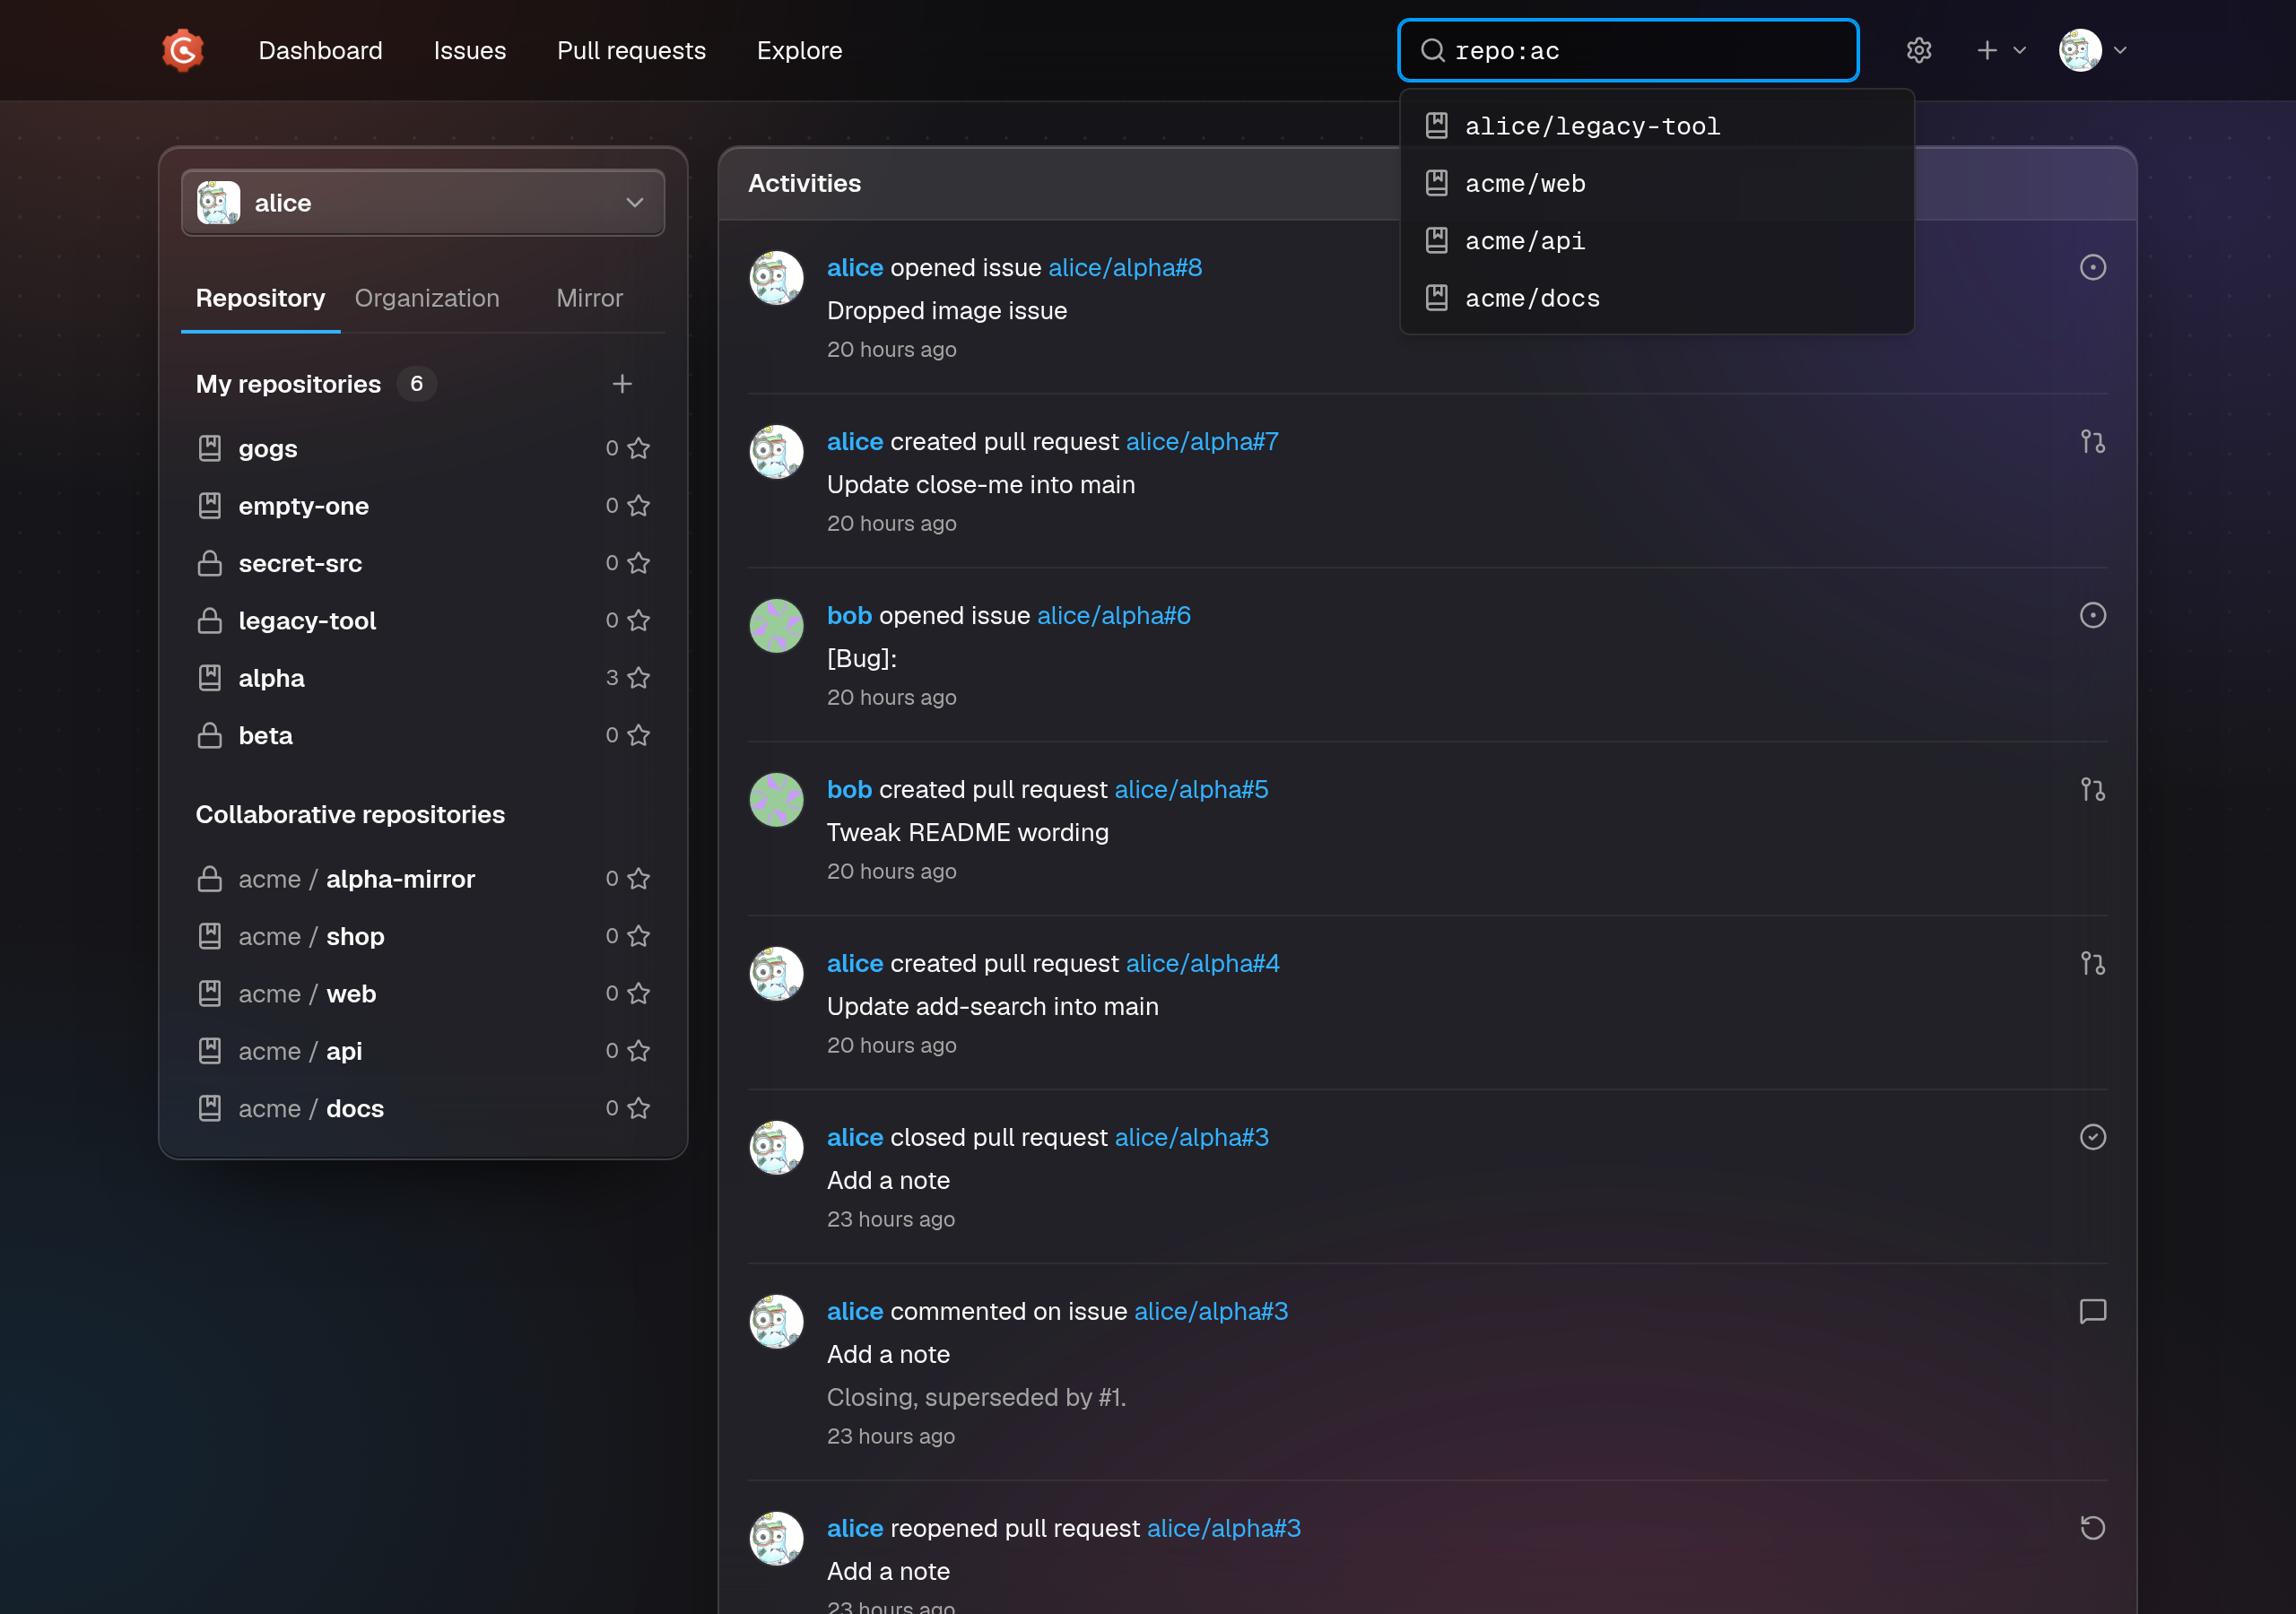 Dashboard
Issues
Pull requests
Explore
repo:ac
alice/legacy-tool
acme/web
acme/api
acme/docs
alice
Repository
Organization
Mirror
My repositories 6
gogs 0
empty-one 0
secret-src 0
legacy-tool 0
alpha 3
beta 0
Collaborative repositories
acme / alpha-mirror 0
acme / shop 0
acme / web 0
acme / api 0
acme / docs 0
Activities
alice opened issue alice/alpha#8
Dropped image issue
20 hours ago
alice created pull request alice/alpha#7
Update close-me into main
20 hours ago
bob opened issue alice/alpha#6
[Bug]:
20 hours ago
bob created pull request alice/alpha#5
Tweak README wording
20 hours ago
alice created pull request alice/alpha#4
Update add-search into main
20 hours ago
alice closed pull request alice/alpha#3
Add a note
23 hours ago
alice commented on issue alice/alpha#3
Add a note
Closing, superseded by #1.
23 hours ago
alice reopened pull request alice/alpha#3
Add a note
23 hours ago